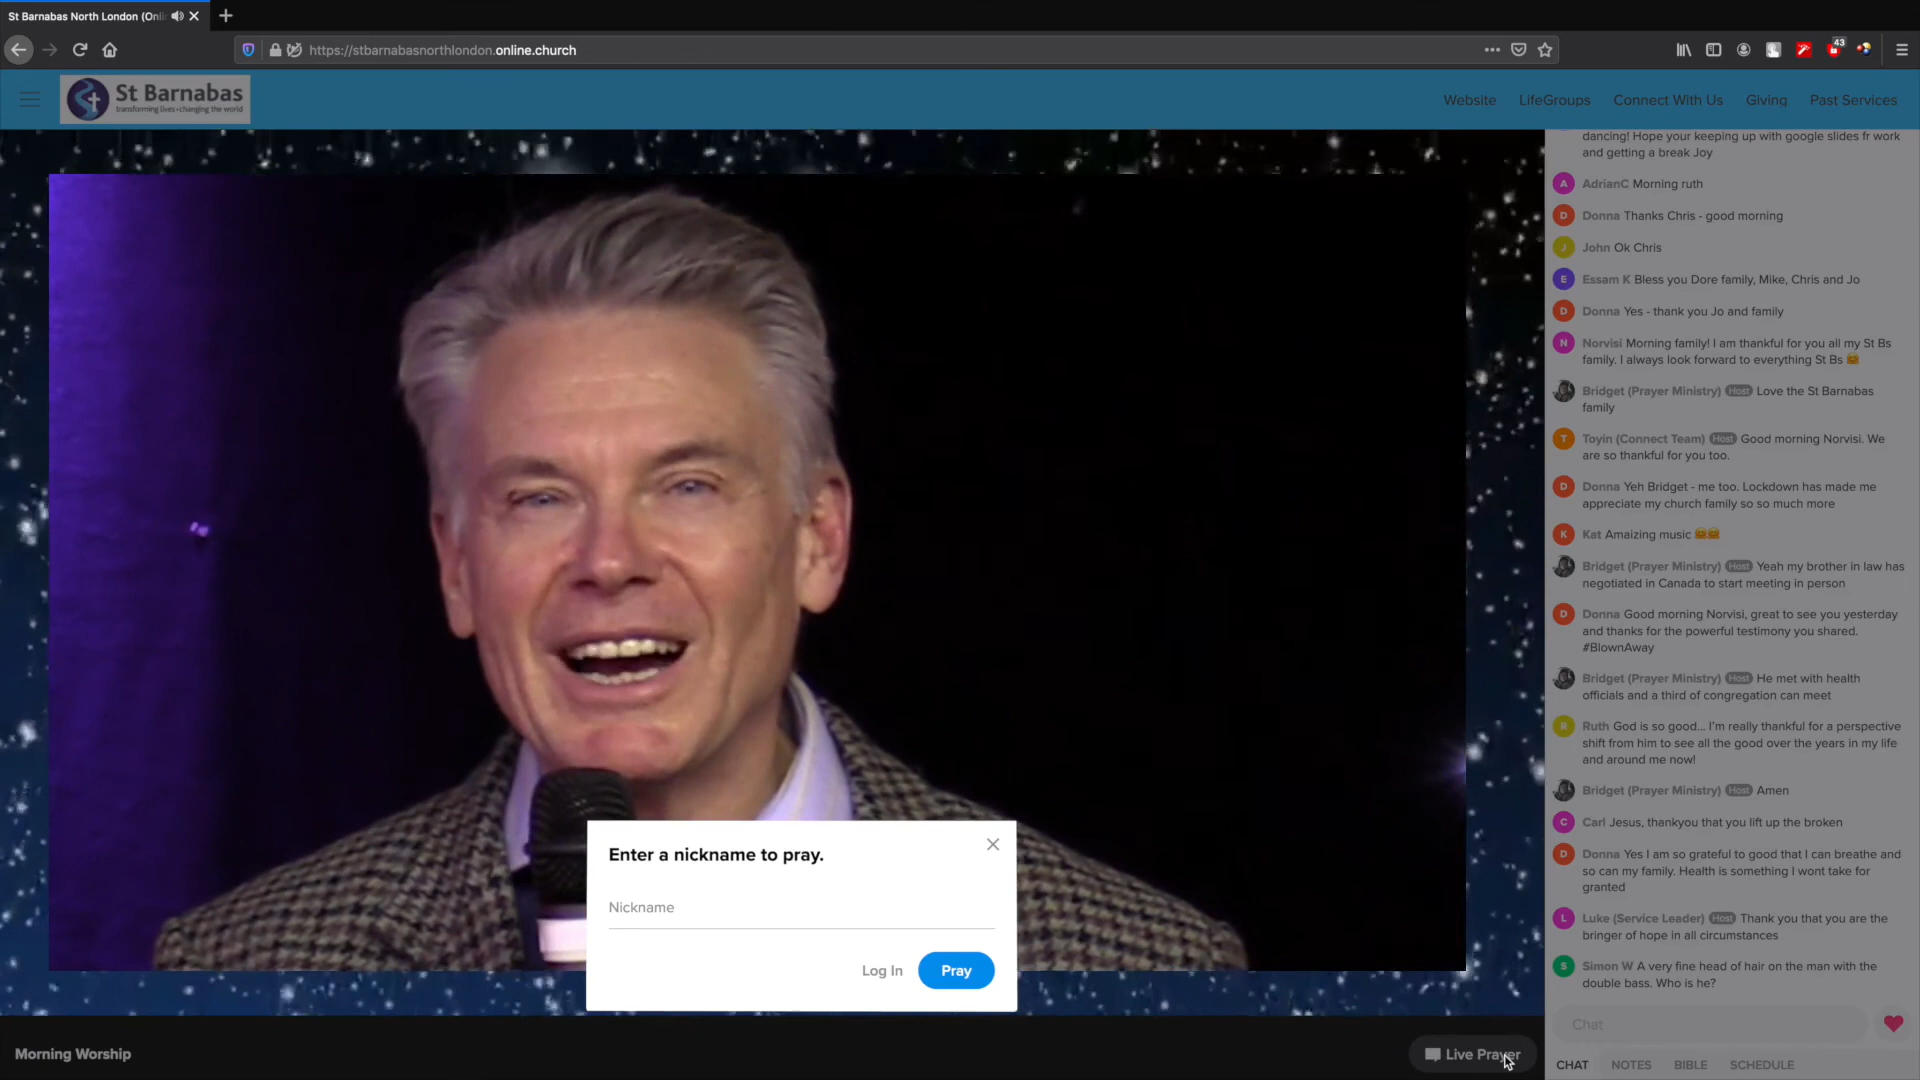 St Barnabas North London (Onli
https://stbarnabasnorthlondon.online.church
43
St Barnabas
transforming lives • changing the world
Website LifeGroups Connect With Us Giving Past Services
dancing! Hope your keeping up with google slides fr work
and getting a break Joy
A AdrianC Morning ruth
D Donna Thanks Chris - good morning
J John Ok Chris
E Essam K Bless you Dore family, Mike, Chris and Jo
D Donna Yes - thank you Jo and family
N Norvisi Morning family! I am thankful for you all my St Bs
family. I always look forward to everything St Bs
Bridget (Prayer Ministry) Host Love the St Barnabas
family
T Toyin (Connect Team) Host Good morning Norvisi. We
are so thankful for you too.
D Donna Yeh Bridget - me too. Lockdown has made me
appreciate my church family so so much more
K Kat Amaizing music
Bridget (Prayer Ministry) Host Yeah my brother in law has
negotiated in Canada to start meeting in person
D Donna Good morning Norvisi, great to see you yesterday
and thanks for the powerful testimony you shared.
#BlownAway
Bridget (Prayer Ministry) Host He met with health
officials and a third of congregation can meet
R Ruth God is so good... I'm really thankful for a perspective
shift from him to see all the good over the years in my life
and around me now!
Bridget (Prayer Ministry) Host Amen
C Carl Jesus, thankyou that you lift up the broken
D Donna Yes I am so grateful to good that I can breathe and
so can my family. Health is something I wont take for
granted
L Luke (Service Leader) Host Thank you that you are the
bringer of hope in all circumstances
S Simon W A very fine head of hair on the man with the
double bass. Who is he?
Chat
CHAT NOTES BIBLE SCHEDULE
Enter a nickname to pray.
Nickname
Log In Pray
Morning Worship
Live Prayer